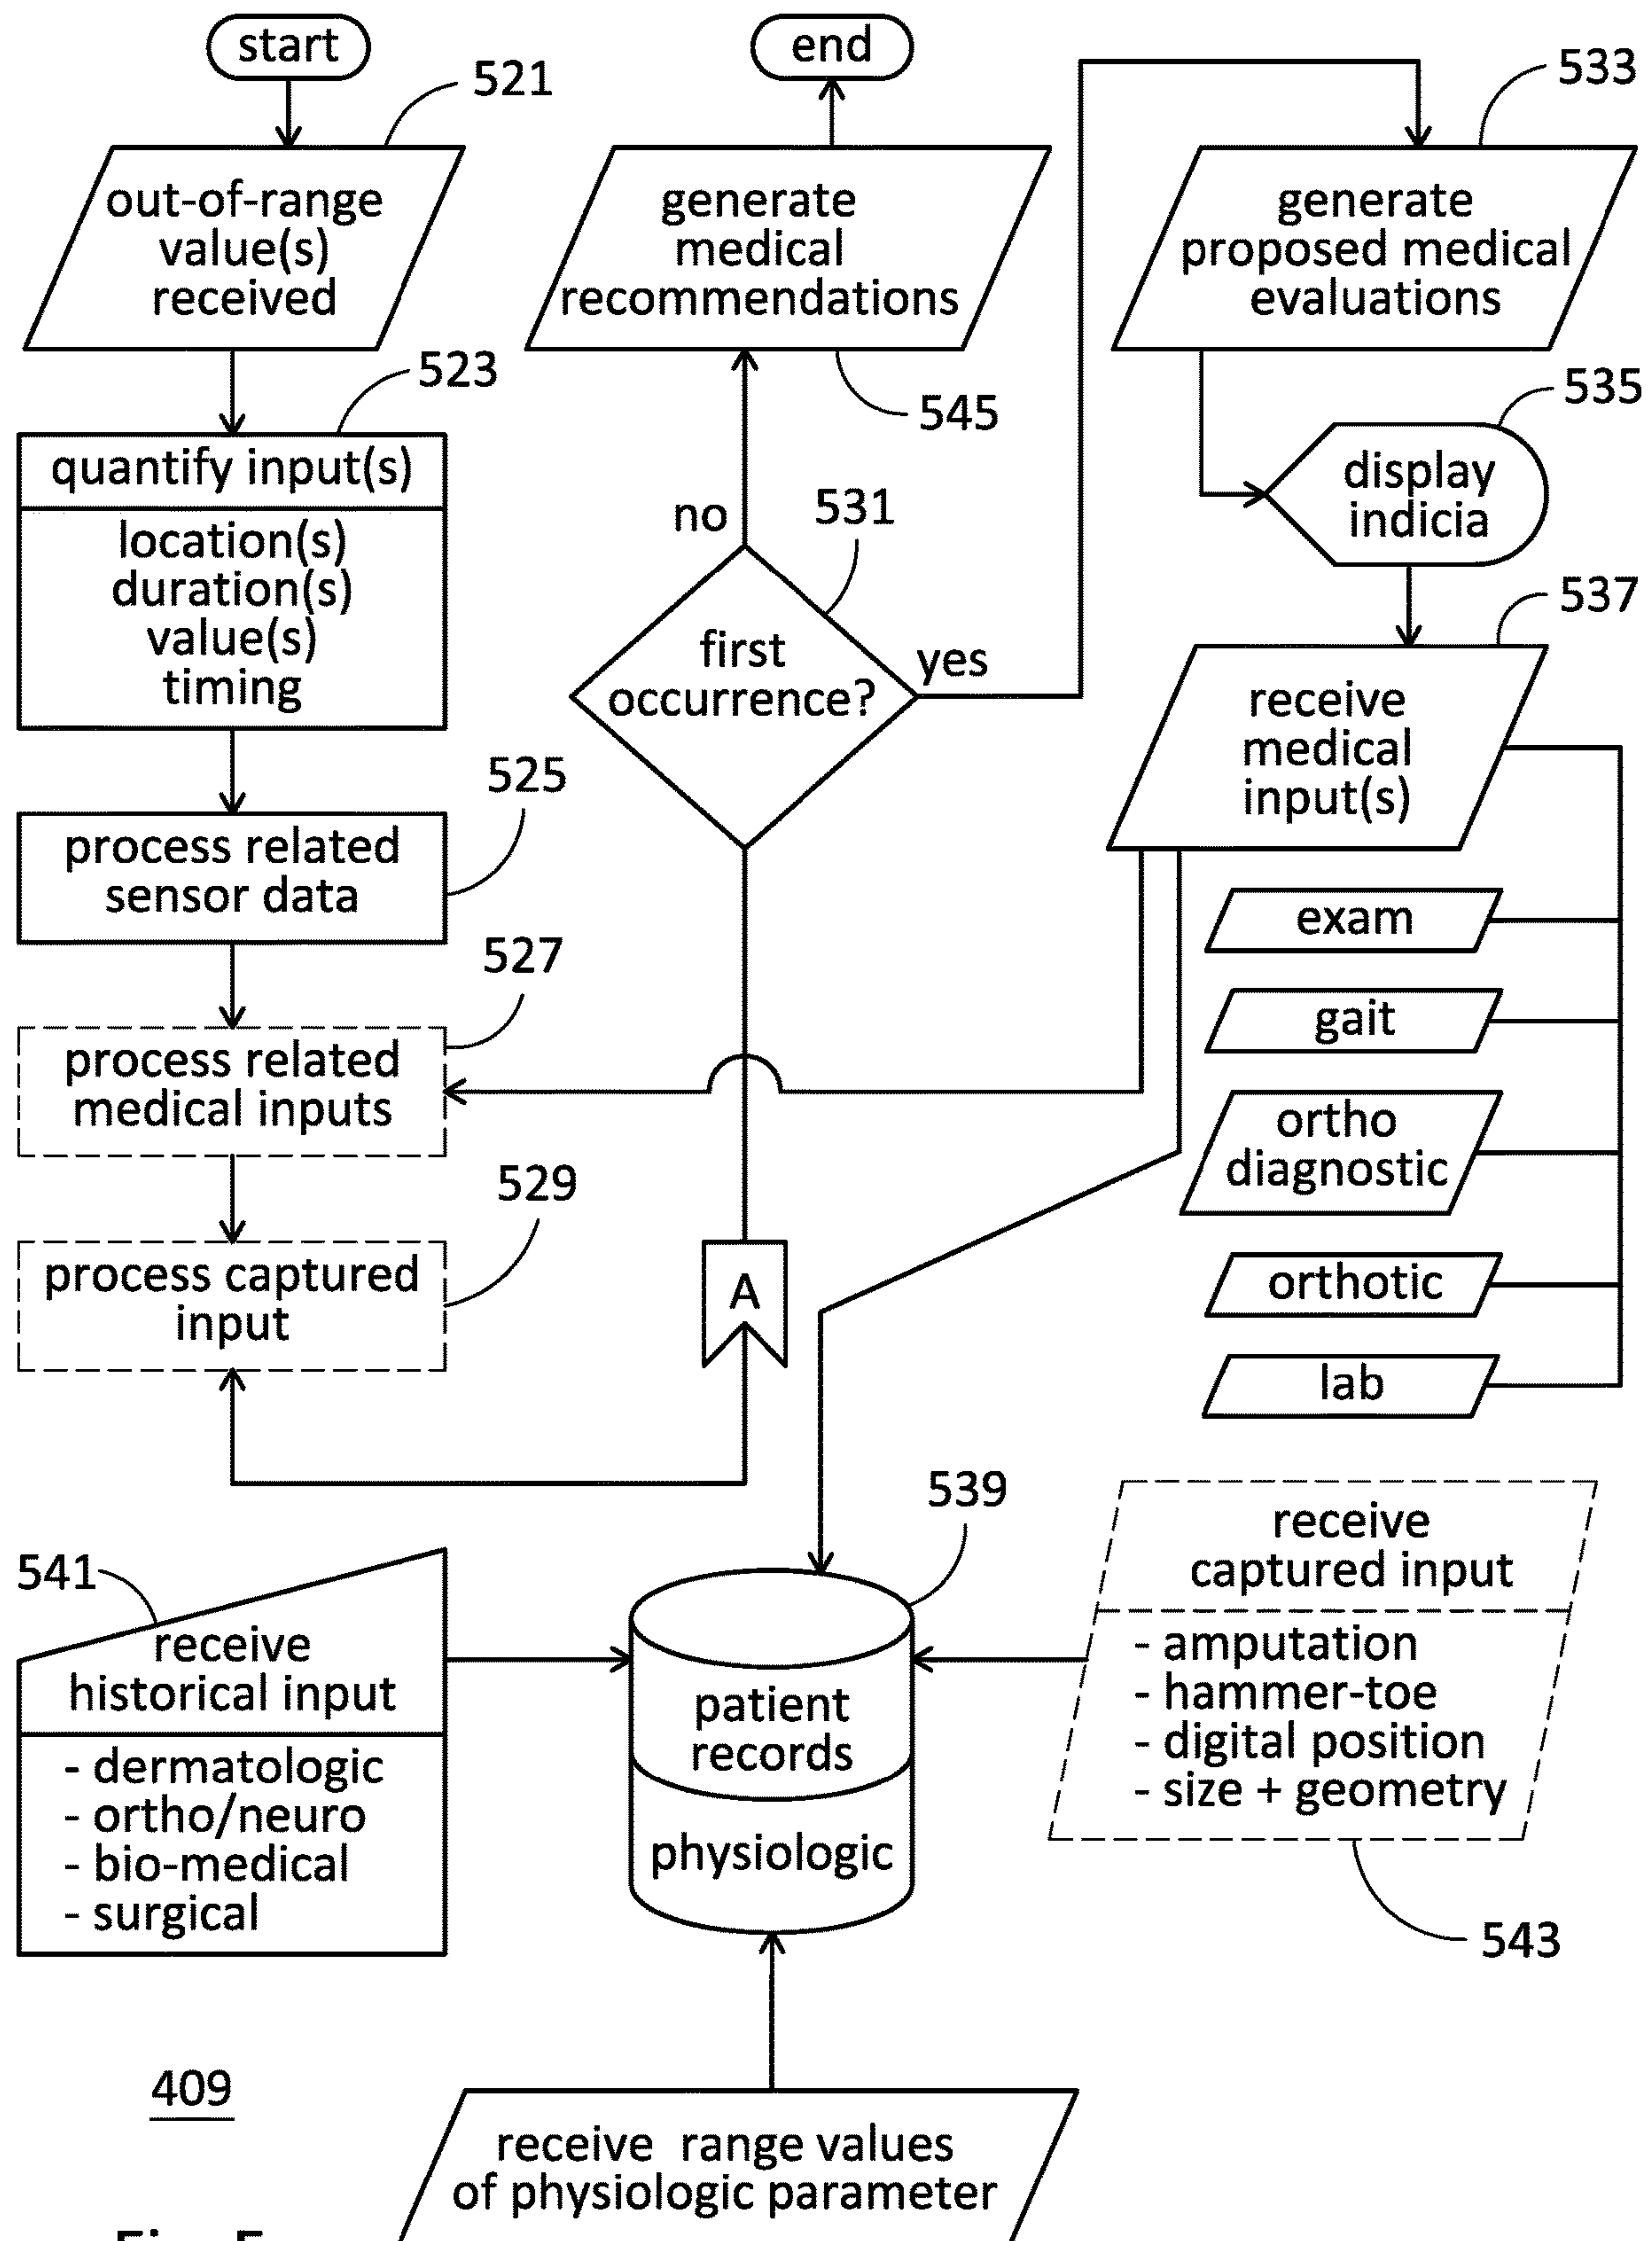 start
521
out-of-range
value(s)
received
523
quantify input(s)
location(s)
duration(s)
value(s)
timing
525
process related
sensor data
527
process related
medical inputs
529
process captured
input
end
generate
medical
recommendations
545
no
531
first
occurrence?
yes
A
533
generate
proposed medical
evaluations
535
display
indicia
537
receive
medical
input(s)
exam
gait
ortho
diagnostic
orthotic
lab
541
receive
historical input
- dermatologic
- ortho/neuro
- bio-medical
- surgical
539
patient
records
physiologic
receive
captured input
- amputation
- hammer-toe
- digital position
- size + geometry
543
409
receive range values
of physiologic parameter